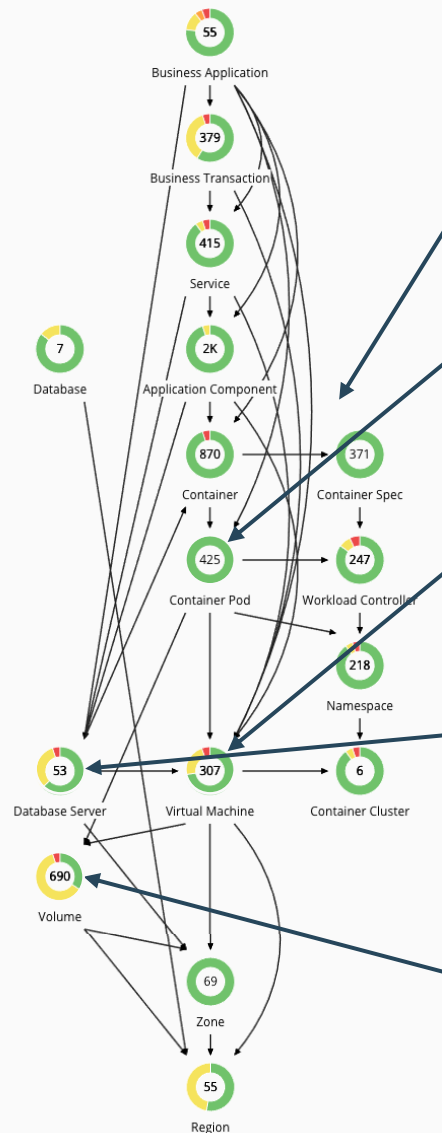 55
Business Application
379
Business Transaction
415
Service
7
Database
2K
Application Component
870
Container
371
Container Spec
425
Container Pod
247
Workload Controller
218
Namespace
53
Database Server
307
Virtual Machine
6
Container Cluster
690
Volume
69
Zone
55
Region